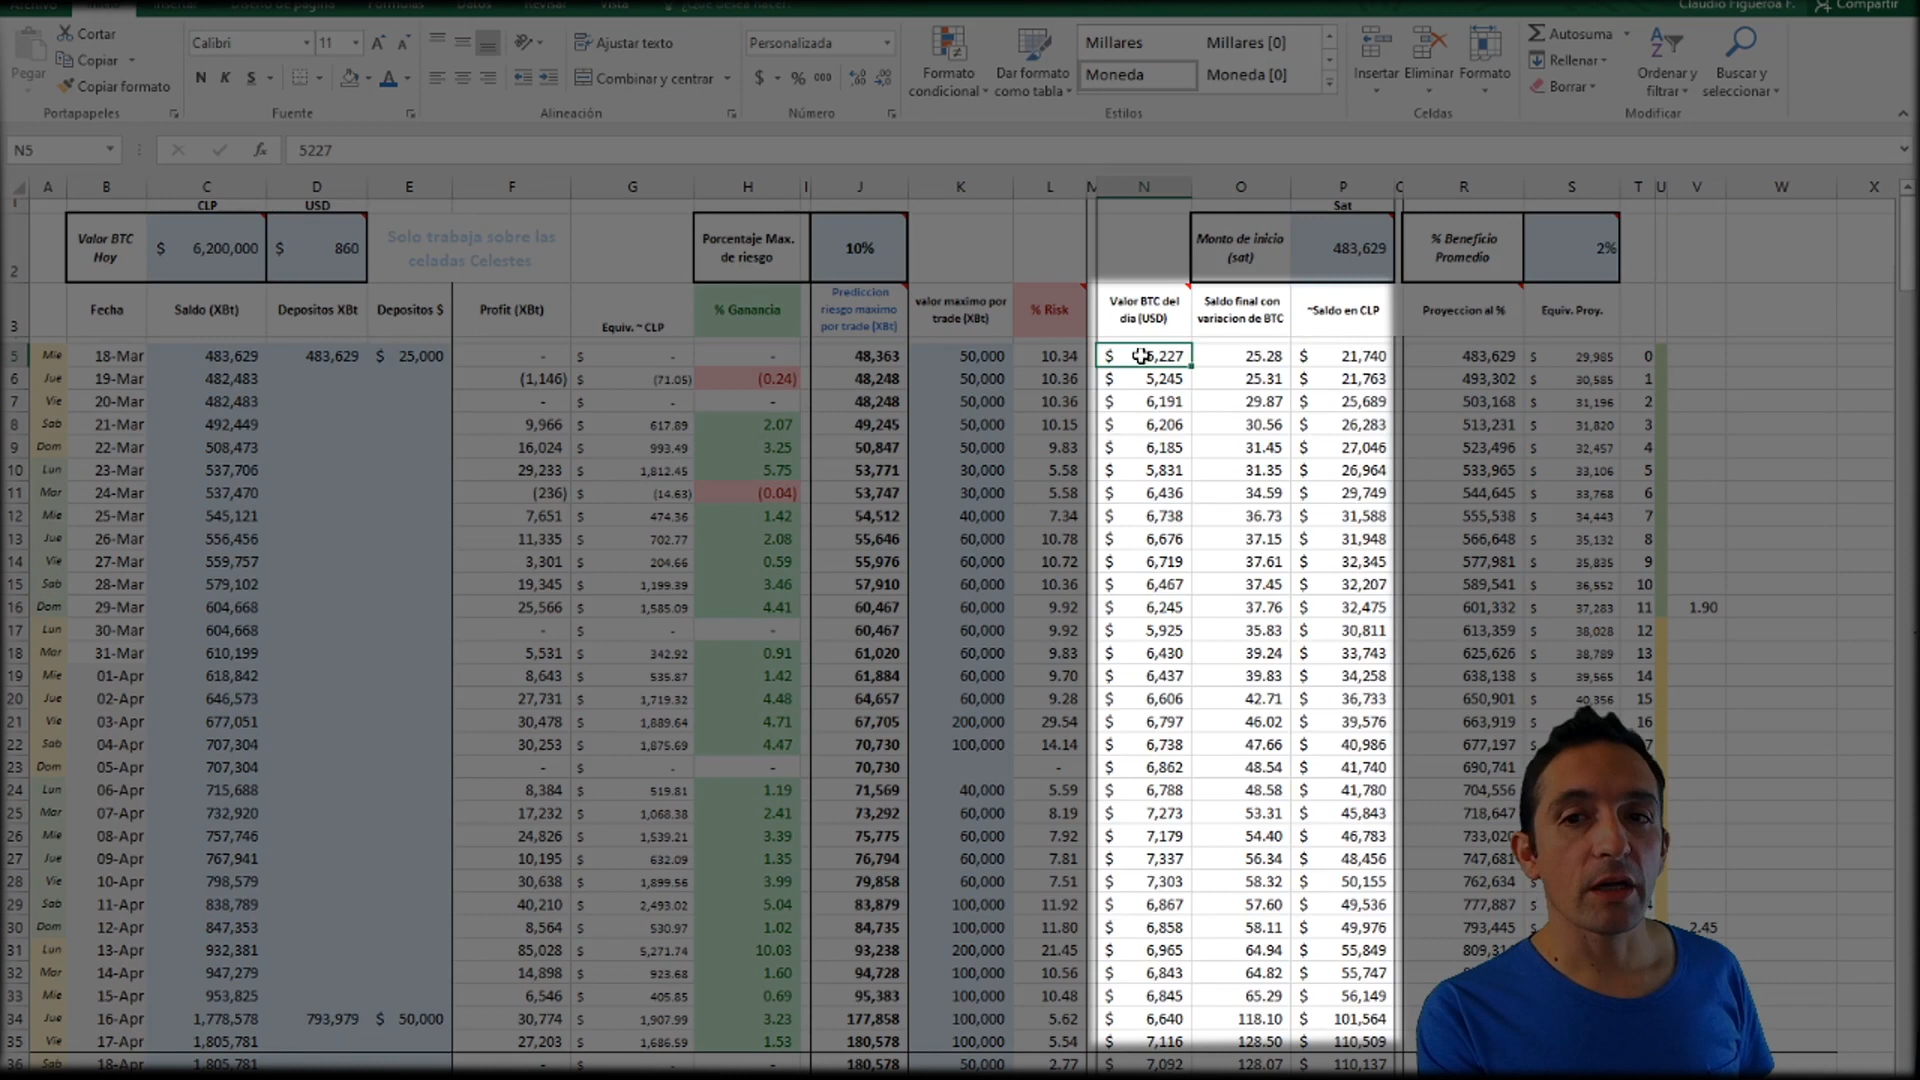 Archivo Inicio Insertar Diseño de página Fórmulas Datos Revisar Vista ¿Qué desea hacer? Claudio Figueroa F. Compartir
Pegar Cortar Copiar Copiar formato
Calibri 11 Ajustar texto Combinar y centrar
N K S
Personalizada $ % 000
Formato condicional Dar formato como tabla
Millares Millares [0]
Moneda Moneda [0]
Insertar Eliminar Formato
Autosuma Rellenar Borrar
Ordenar y filtrar Buscar y seleccionar
Portapapeles Fuente Alineación Número Estilos Celdas Modificar
N5 fx 5227
A B C D E F G H I J K L M N O P R S T U V W X
CLP USD Sat
2 Valor BTC Hoy $ 6,200,000 $ 860 Solo trabaja sobre las celadas Celestes Porcentaje Max. de riesgo 10% Monto de inicio (sat) 483,629 % Beneficio Promedio 2%
3 Fecha Saldo (XBt) Depositos XBt Depositos $ Profit (XBt) Equiv. ~ CLP % Ganancia Prediccion riesgo maximo por trade (XBt) valor maximo por trade (XBt) % Risk Valor BTC del dia (USD) Saldo final con variacion de BTC ~Saldo en CLP Proyeccion al % Equiv. Proy.
5 Mie 18-Mar 483,629 483,629 $ 25,000 - $ - - 48,363 50,000 10.34 $ 5,227 25.28 $ 21,740 483,629 $ 29,985 0
6 Jue 19-Mar 482,483 (1,146) $ (71.05) (0.24) 48,248 50,000 10.36 $ 5,245 25.31 $ 21,763 493,302 $ 30,585 1
7 Vie 20-Mar 482,483 - $ - - 48,248 50,000 10.36 $ 6,191 29.87 $ 25,689 503,168 $ 31,196 2
8 Sab 21-Mar 492,449 9,966 $ 617.89 2.07 49,245 50,000 10.15 $ 6,206 30.56 $ 26,283 513,231 $ 31,820 3
9 Dom 22-Mar 508,473 16,024 $ 993.49 3.25 50,847 50,000 9.83 $ 6,185 31.45 $ 27,046 523,496 $ 32,457 4
10 Lun 23-Mar 537,706 29,233 $ 1,812.45 5.75 53,771 30,000 5.58 $ 5,831 31.35 $ 26,964 533,965 $ 33,106 5
11 Mar 24-Mar 537,470 (236) $ (14.63) (0.04) 53,747 30,000 5.58 $ 6,436 34.59 $ 29,749 544,645 $ 33,768 6
12 Mie 25-Mar 545,121 7,651 $ 474.36 1.42 54,512 40,000 7.34 $ 6,738 36.73 $ 31,588 555,538 $ 34,443 7
13 Jue 26-Mar 556,456 11,335 $ 702.77 2.08 55,646 60,000 10.78 $ 6,676 37.15 $ 31,948 566,648 $ 35,132 8
14 Vie 27-Mar 559,757 3,301 $ 204.66 0.59 55,976 60,000 10.72 $ 6,719 37.61 $ 32,345 577,981 $ 35,835 9
15 Sab 28-Mar 579,102 19,345 $ 1,199.39 3.46 57,910 60,000 10.36 $ 6,467 37.45 $ 32,207 589,541 $ 36,552 10
16 Dom 29-Mar 604,668 25,566 $ 1,585.09 4.41 60,467 60,000 9.92 $ 6,245 37.76 $ 32,475 601,332 $ 37,283 11 1.90
17 Lun 30-Mar 604,668 - $ - - 60,467 60,000 9.92 $ 5,925 35.83 $ 30,811 613,359 $ 38,028 12
18 Mar 31-Mar 610,199 5,531 $ 342.92 0.91 61,020 60,000 9.83 $ 6,430 39.24 $ 33,743 625,626 $ 38,789 13
19 Mie 01-Apr 618,842 8,643 $ 535.87 1.42 61,884 60,000 9.70 $ 6,437 39.83 $ 34,258 638,138 $ 39,565 14
20 Jue 02-Apr 646,573 27,731 $ 1,719.32 4.48 64,657 60,000 9.28 $ 6,606 42.71 $ 36,733 650,901 $ 40,356 15
21 Vie 03-Apr 677,051 30,478 $ 1,889.64 4.71 67,705 200,000 29.54 $ 6,797 46.02 $ 39,576 663,919 16
22 Sab 04-Apr 707,304 30,253 $ 1,875.69 4.47 70,730 100,000 14.14 $ 6,738 47.66 $ 40,986 677,197 7
23 Dom 05-Apr 707,304 - $ - - 70,730 - $ 6,862 48.54 $ 41,740 690,741
24 Lun 06-Apr 715,688 8,384 $ 519.81 1.19 71,569 40,000 5.59 $ 6,788 48.58 $ 41,780 704,556
25 Mar 07-Apr 732,920 17,232 $ 1,068.38 2.41 73,292 60,000 8.19 $ 7,273 53.31 $ 45,843 718,647
26 Mie 08-Apr 757,746 24,826 $ 1,539.21 3.39 75,775 60,000 7.92 $ 7,179 54.40 $ 46,783 733,020
27 Jue 09-Apr 767,941 10,195 $ 632.09 1.35 76,794 60,000 7.81 $ 7,337 56.34 $ 48,456 747,681
28 Vie 10-Apr 798,579 30,638 $ 1,899.56 3.99 79,858 60,000 7.51 $ 7,303 58.32 $ 50,155 762,634
29 Sab 11-Apr 838,789 40,210 $ 2,493.02 5.04 83,879 100,000 11.92 $ 6,867 57.60 $ 49,536 777,887
30 Dom 12-Apr 847,353 8,564 $ 530.97 1.02 84,735 100,000 11.80 $ 6,858 58.11 $ 49,976 793,445 2.45
31 Lun 13-Apr 932,381 85,028 $ 5,271.74 10.03 93,238 200,000 21.45 $ 6,965 64.94 $ 55,849
32 Mar 14-Apr 947,279 14,898 $ 923.68 1.60 94,728 100,000 10.56 $ 6,843 64.82 $ 55,747
33 Mie 15-Apr 953,825 6,546 $ 405.85 0.69 95,383 100,000 10.48 $ 6,845 65.29 $ 56,149
34 Jue 16-Apr 1,778,578 793,979 $ 50,000 30,774 $ 1,907.99 3.23 177,858 100,000 5.62 $ 6,640 118.10 $ 101,564
35 Vie 17-Apr 1,805,781 27,203 $ 1,686.59 1.53 180,578 100,000 5.54 $ 7,116 128.50 $ 110,509
36 Sab 18-Apr 1,805,781 - $ - - 180,578 50,000 2.77 $ 7,092 128.07 $ 110,137